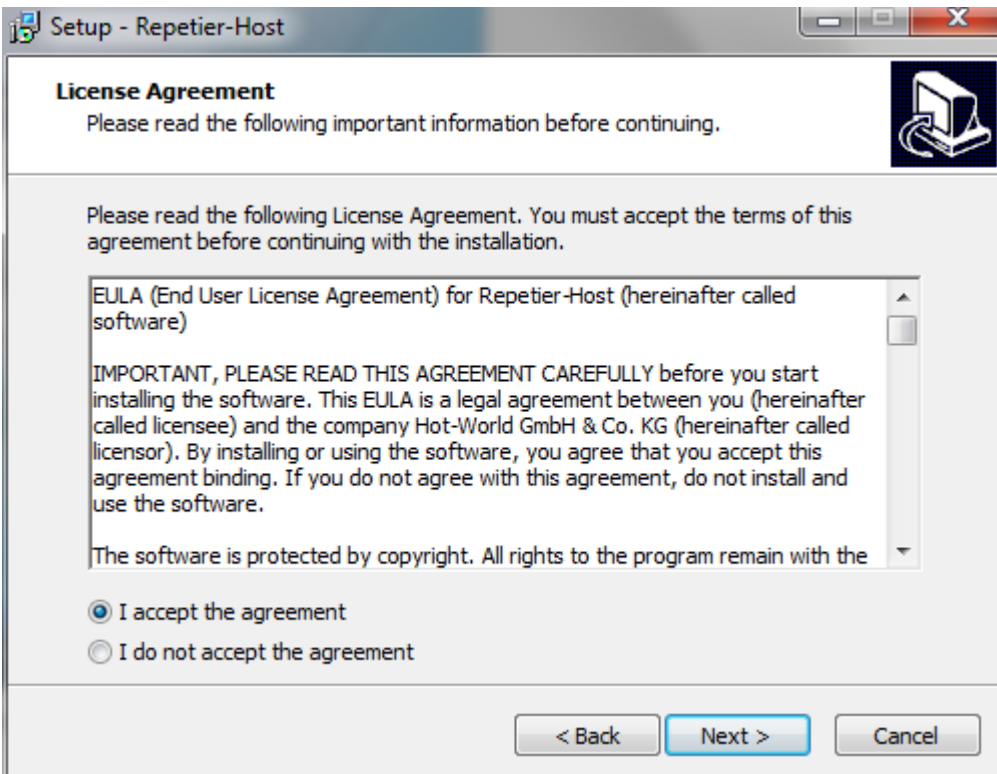 Setup - Repetier-Host
License Agreement
Please read the following important information before continuing.
Please read the following License Agreement. You must accept the terms of this
agreement before continuing with the installation.
EULA (End User License Agreement) for Repetier-Host (hereinafter called
software)
IMPORTANT, PLEASE READ THIS AGREEMENT CAREFULLY before you start
installing the software. This EULA is a legal agreement between you (hereinafter
called licensee) and the company Hot-World GmbH & Co. KG (hereinafter called
licensor). By installing or using the software, you agree that you accept this
agreement binding. If you do not agree with this agreement, do not install and
use the software.
The software is protected by copyright. All rights to the program remain with the
I accept the agreement
I do not accept the agreement
< Back Next > Cancel